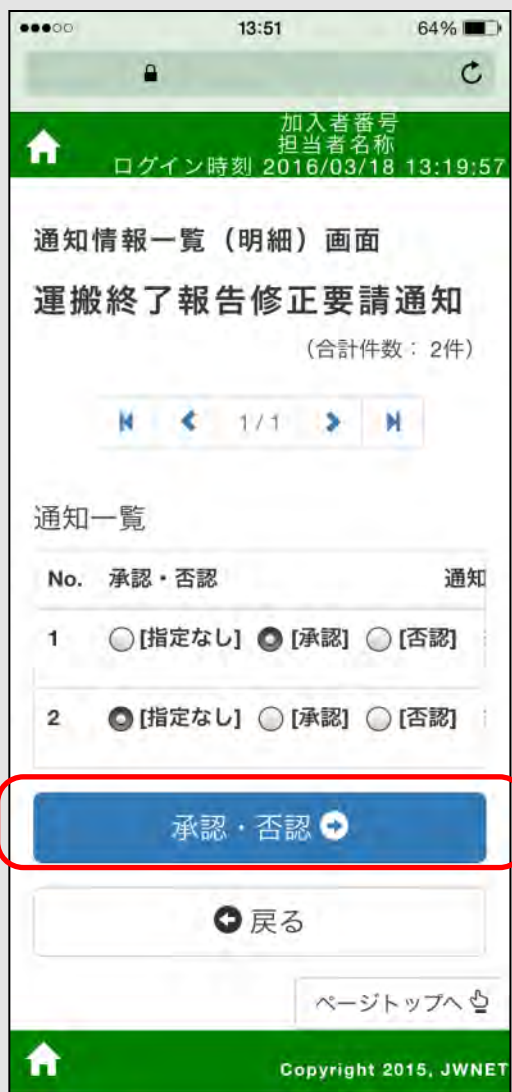 13:51 64%
加入者番号
担当者名称
ログイン時刻 2016/03/18 13:19:57
通知情報一覧（明細）画面
運搬終了報告修正要請通知
(合計件数： 2件)
1/1
通知一覧
No. 承認・否認 通知
1 [指定なし] [承認] [否認]
2 [指定なし] [承認] [否認]
承認・否認
戻る
ページトップへ
Copyright 2015, JWNET